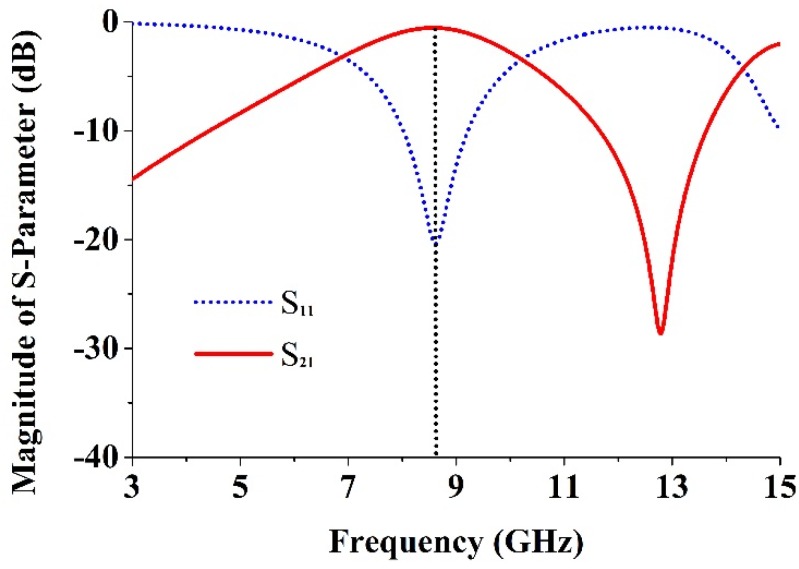 Magnitude of S-Parameter (dB)
0
-10
-20
-30
-40
S₁₁
S₂₁
3 5 7 9 11 13 15
Frequency (GHz)